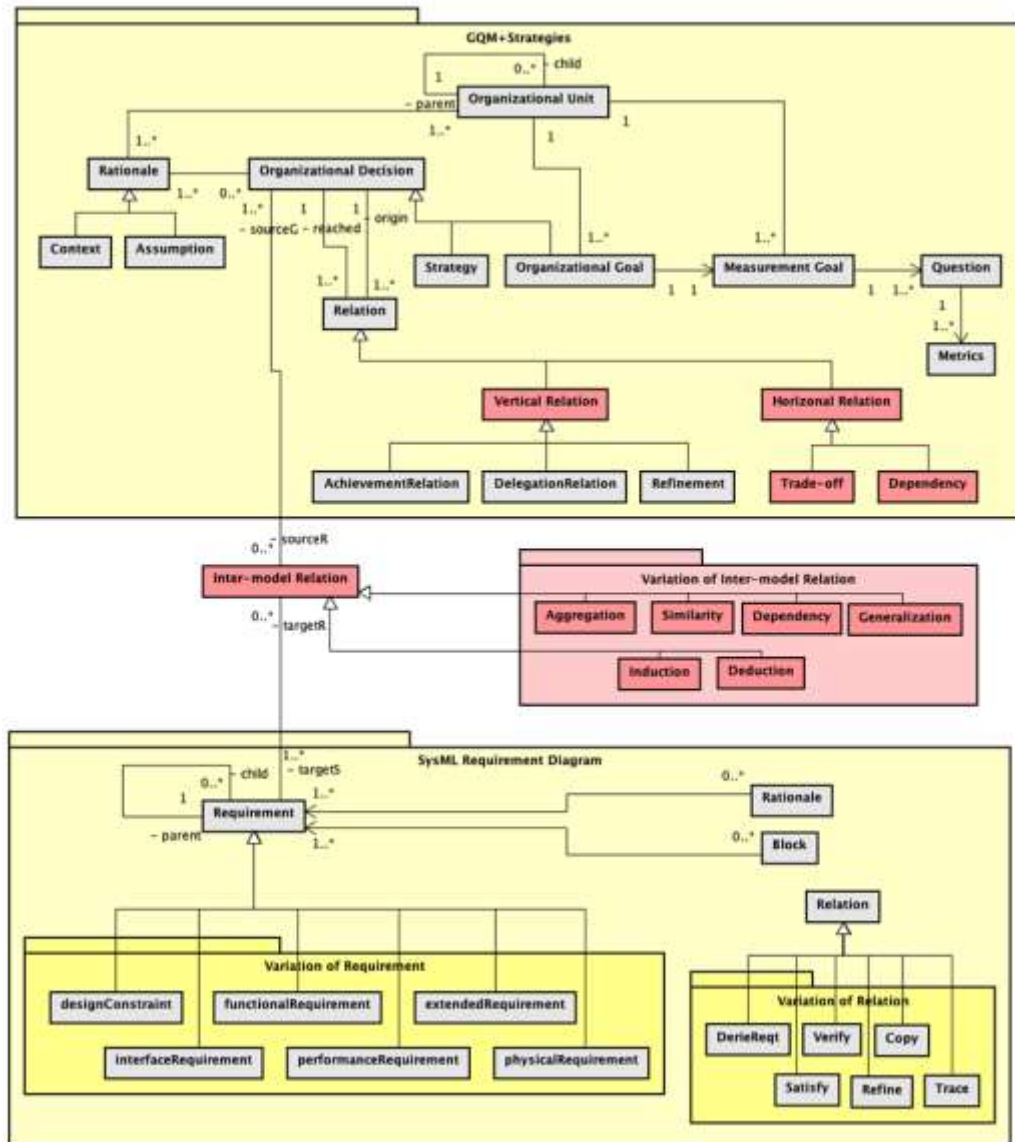 GQM+Strategies
0..*
- child
1
Organizational Unit
- parent
1..*
1
1
1..*
Rationale
Organizational Decision
1..*
0..*
1..*
1
1
- origin
- sourceG
- reached
Context
Assumption
1..*
1..*
Strategy
Organizational Goal
Measurement Goal
Question
1..*
1..*
1
1
1
1..*
1
Relation
1..*
Metrics
Vertical Relation
Horizonal Relation
AchievementRelation
DelegationRelation
Refinement
Trade-off
Dependency
- sourceR
0..*
Inter-model Relation
0..*
- targetR
Variation of Inter-model Relation
Aggregation
Similarity
Dependency
Generalization
Induction
Deduction
SysML Requirement Diagram
1..*
- targetS
- child
0..*
1
1..*
Requirement
- parent
1..*
0..*
Rationale
0..*
Block
Relation
Variation of Requirement
designConstraint
functionalRequirement
extendedRequirement
interfaceRequirement
performanceRequirement
physicalRequirement
Variation of Relation
DerieReqt
Verify
Copy
Satisfy
Refine
Trace